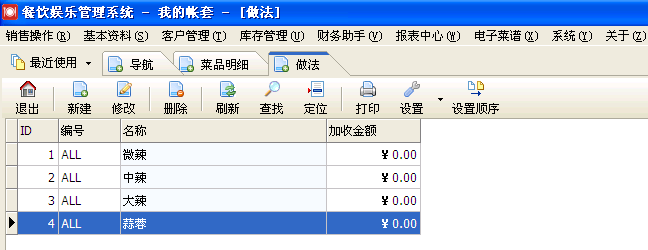 餐饮娱乐管理系统 - 我的帐套 - [做法]
销售操作(R) 基本资料(S) 客户管理(T) 库存管理(U) 财务助手(V) 报表中心(W) 电子菜谱(X) 系统(Y) 关于(Z)
最近使用 导航 菜品明细 做法
退出 新建 修改 删除 刷新 查找 定位 打印 设置 设置顺序
ID 编号 名称 加收金额
1 ALL 微辣 ¥ 0.00
2 ALL 中辣 ¥ 0.00
3 ALL 大辣 ¥ 0.00
4 ALL 蒜蓉 ¥ 0.00